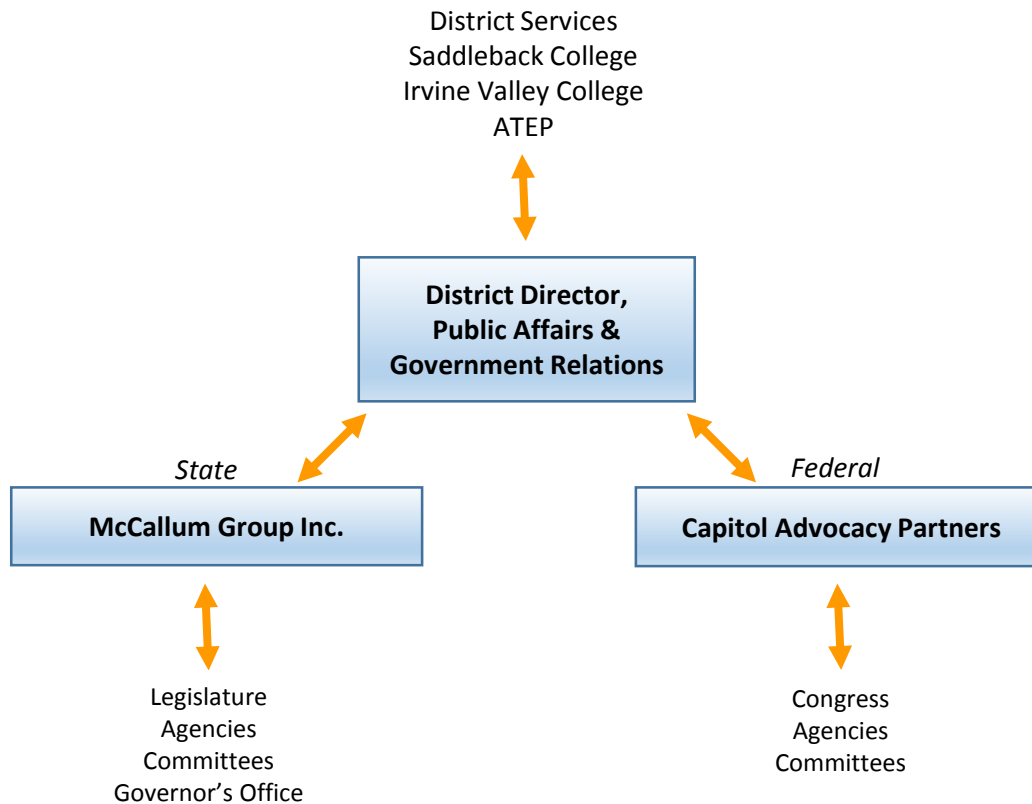 District Services
Saddleback College
Irvine Valley College
ATEP
District Director,
Public Affairs &
Government Relations
State
McCallum Group Inc.
Legislature
Agencies
Committees
Governor’s Office
Federal
Capitol Advocacy Partners
Congress
Agencies
Committees